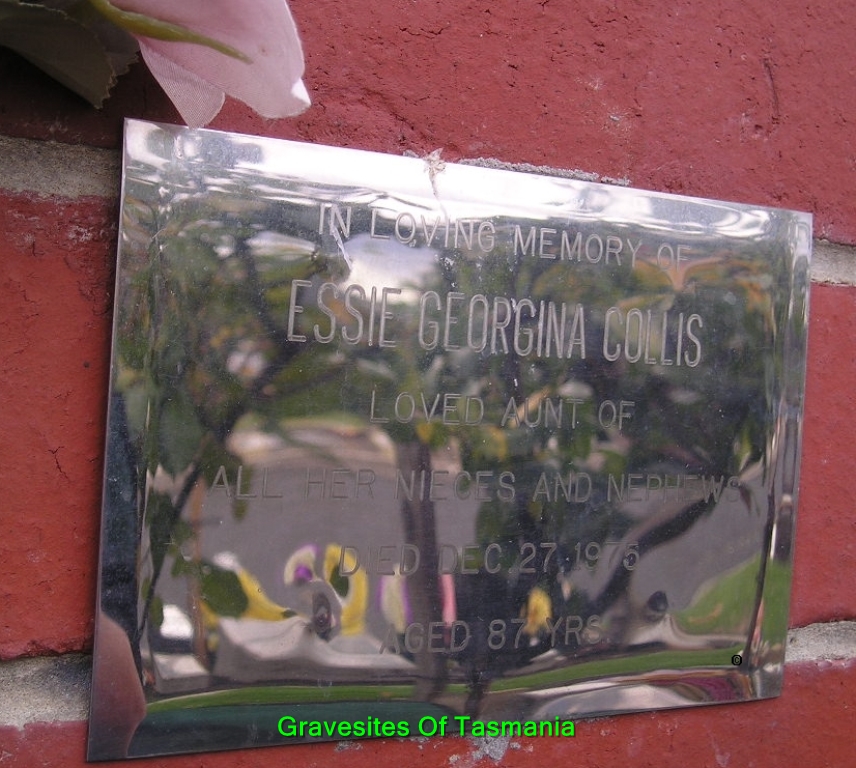 IN LOVING MEMORY OF
ESSIE GEORGINA COLLIS
LOVED AUNT OF
ALL HER NIECES AND NEPHEWS
DIED DEC. 27. 1975
AGED 87 YRS.
Gravesites Of Tasmania